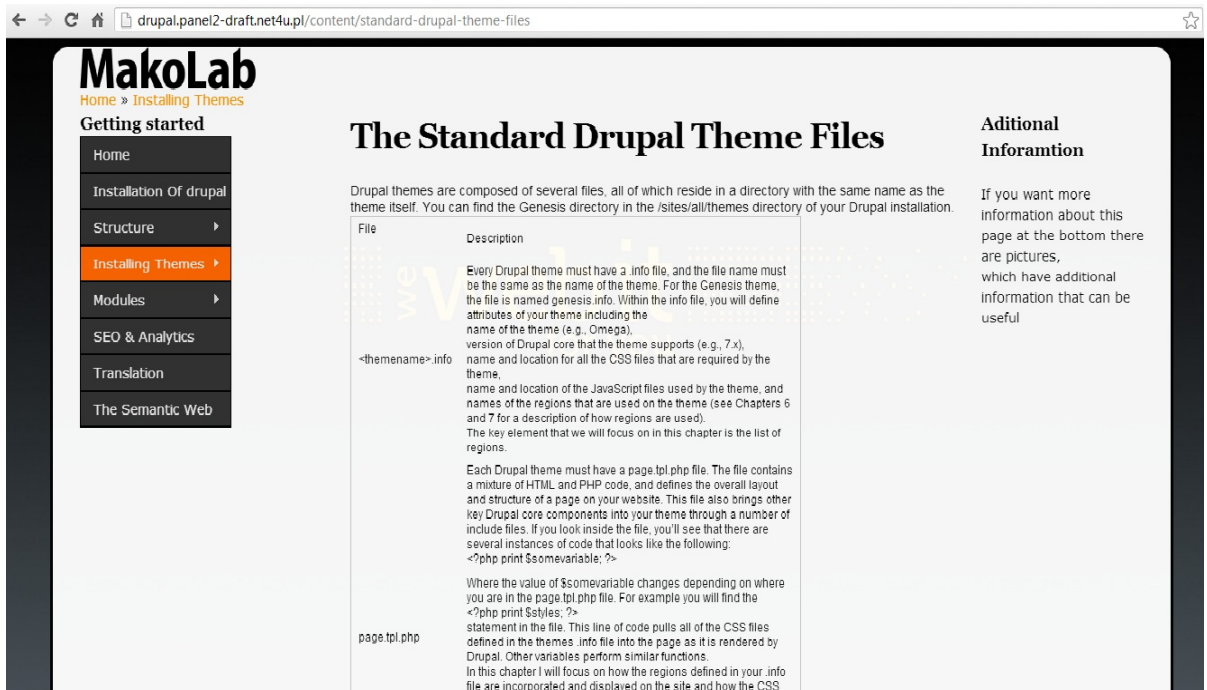 drupal.panel2-draft.net4u.pl/content/standard-drupal-theme-files
MakoLab
Home » Installing Themes
Getting started
Home
Installation Of drupal
Structure
Installing Themes
Modules
SEO & Analytics
Translation
The Semantic Web
The Standard Drupal Theme Files
Drupal themes are composed of several files, all of which reside in a directory with the same name as the
theme itself. You can find the Genesis directory in the /sites/all/themes directory of your Drupal installation.
File
Description
<themename>.info
Every Drupal theme must have a .info file, and the file name must
be the same as the name of the theme. For the Genesis theme,
the file is named genesis.info. Within the info file, you will define
attributes of your theme including the
name of the theme (e.g., Omega),
version of Drupal core that the theme supports (e.g., 7.x),
name and location for all the CSS files that are required by the
theme,
name and location of the JavaScript files used by the theme, and
names of the regions that are used on the theme (see Chapters 6
and 7 for a description of how regions are used).
The key element that we will focus on in this chapter is the list of
regions.
page.tpl.php
Each Drupal theme must have a page.tpl.php file. The file contains
a mixture of HTML and PHP code, and defines the overall layout
and structure of a page on your website. This file also brings other
key Drupal core components into your theme through a number of
include files. If you look inside the file, you'll see that there are
several instances of code that looks like the following:
<?php print $somevariable; ?>
Where the value of $somevariable changes depending on where
you are in the page.tpl.php file. For example you will find the
<?php print $styles; ?>
statement in the file. This line of code pulls all of the CSS files
defined in the themes .info file into the page as it is rendered by
Drupal. Other variables perform similar functions.
In this chapter I will focus on how the regions defined in your .info
file are incorporated and displayed on the site and how the CSS
Aditional
Inforamtion
If you want more
information about this
page at the bottom there
are pictures,
which have additional
information that can be
useful
we